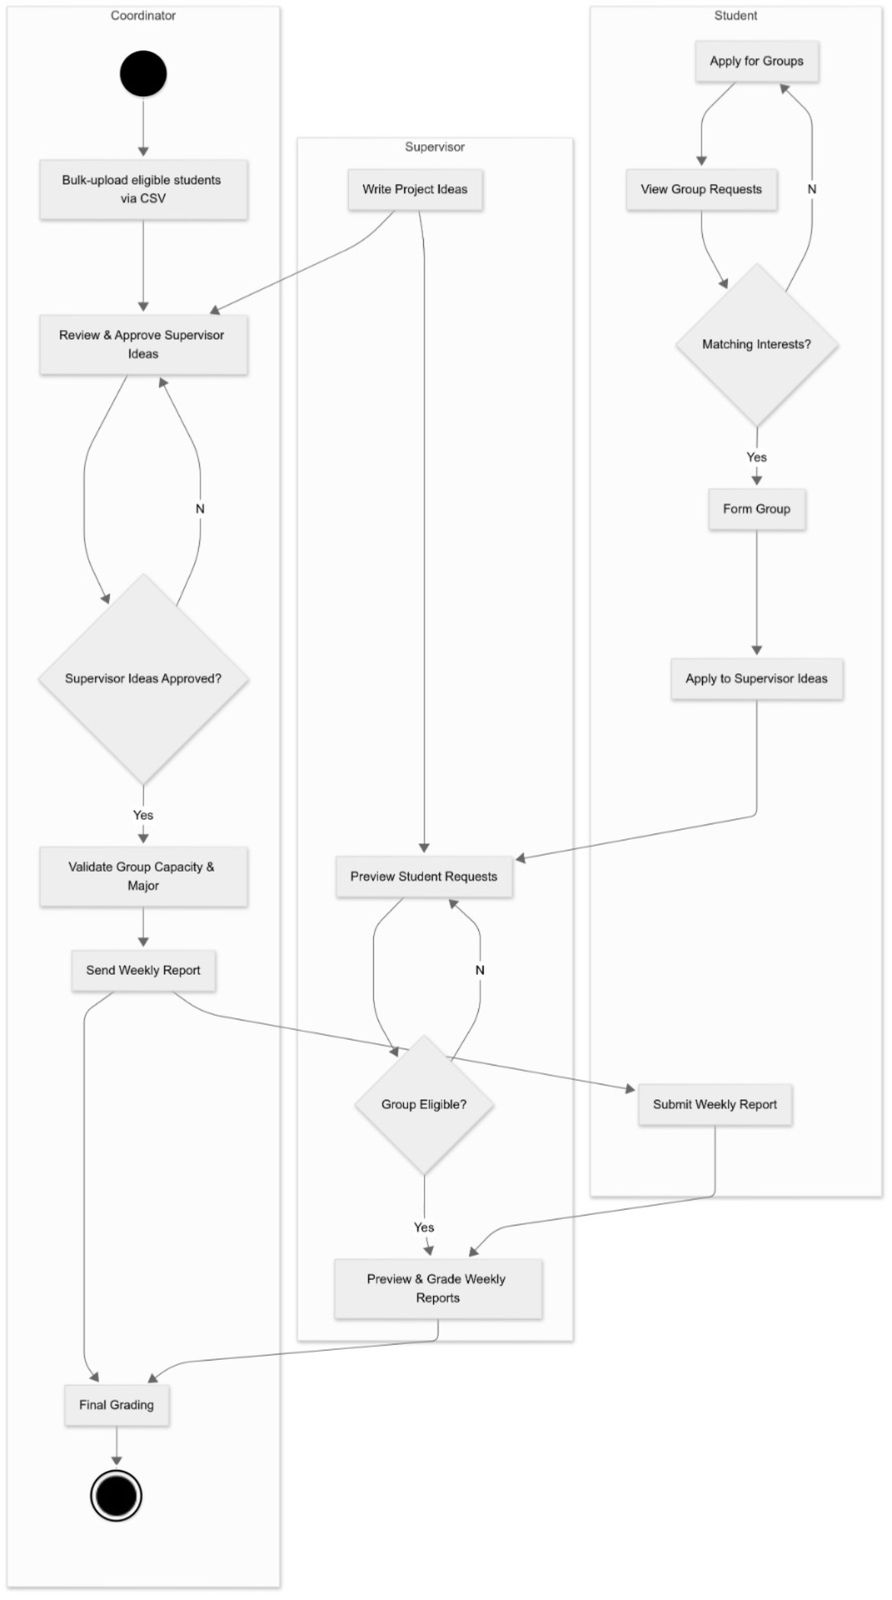 Coordinator
Bulk-upload eligible students
via CSV
Review & Approve Supervisor
Ideas
N
Supervisor Ideas Approved?
Yes
Validate Group Capacity &
Major
Send Weekly Report
Final Grading
Supervisor
Write Project Ideas
Preview Student Requests
N
Group Eligible?
Yes
Preview & Grade Weekly
Reports
Student
Apply for Groups
View Group Requests
N
Matching Interests?
Yes
Form Group
Apply to Supervisor Ideas
Submit Weekly Report